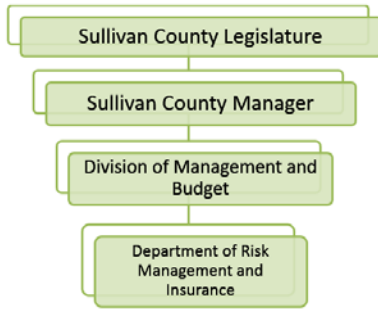 Sullivan County Legislature
Sullivan County Manager
Division of Management and
Budget
Department of Risk
Management and
Insurance